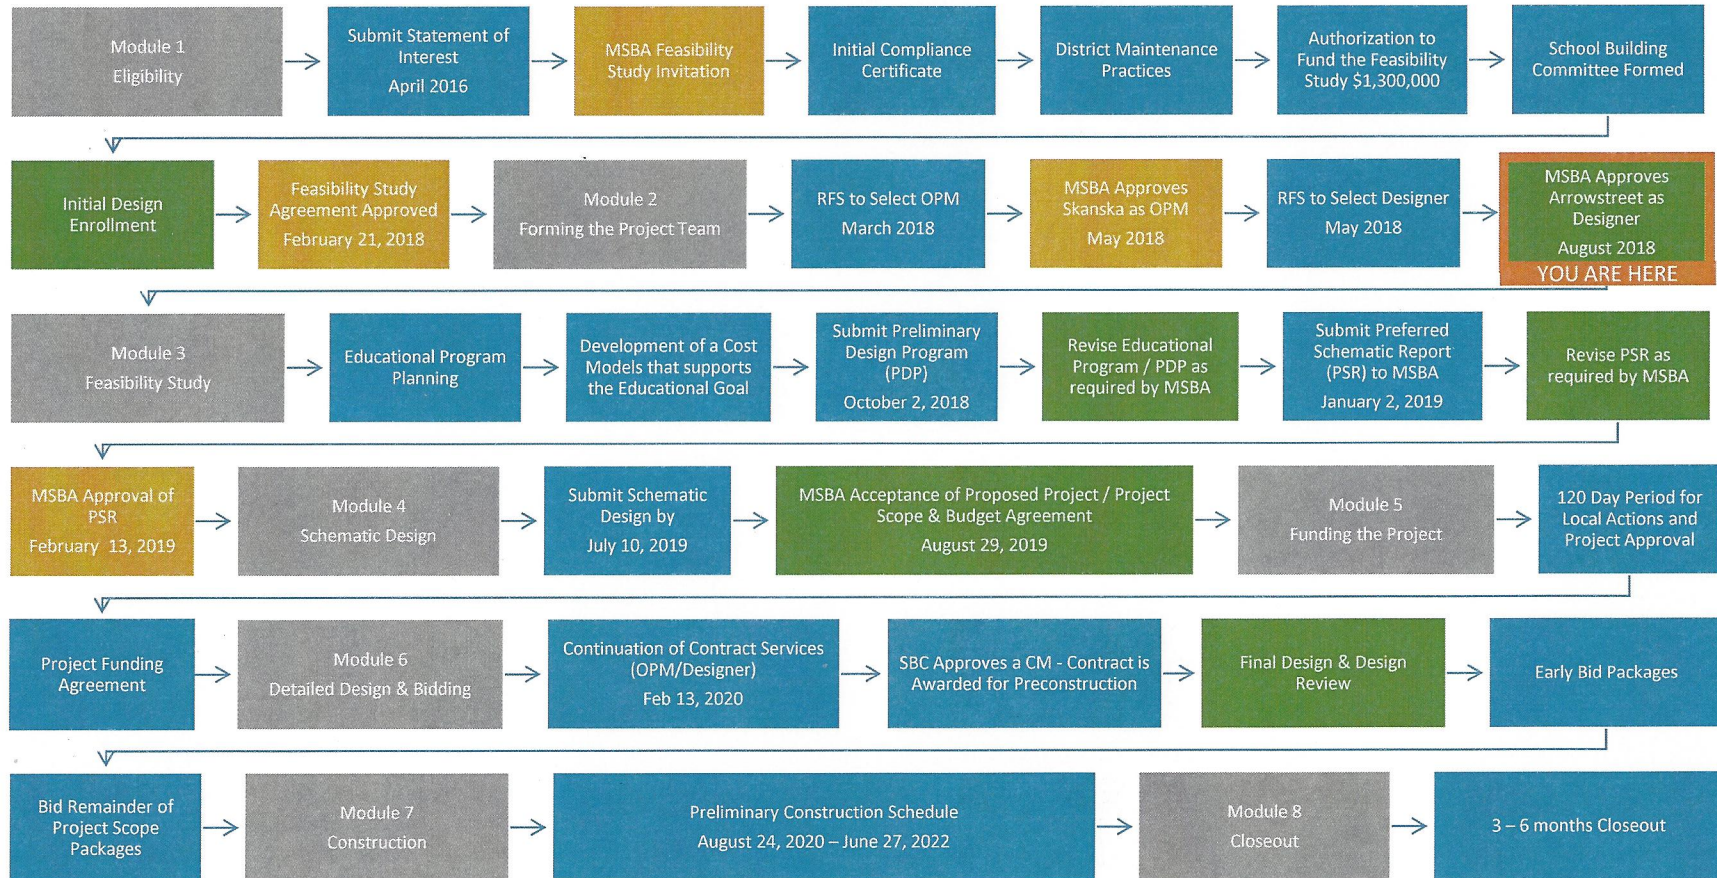 Module 1
Eligibility
Submit Statement of
Interest
April 2016
MSBA Feasibility
Study Invitation
Initial Compliance
Certificate
District Maintenance
Practices
Authorization to
Fund the Feasibility
Study $1,300,000
School Building
Committee Formed
Initial Design
Enrollment
Feasibility Study
Agreement Approved
February 21, 2018
Module 2
Forming the Project Team
RFS to Select OPM
March 2018
MSBA Approves
Skanska as OPM
May 2018
RFS to Select Designer
May 2018
MSBA Approves
Arrowstreet as
Designer
August 2018
YOU ARE HERE
Module 3
Feasibility Study
Educational Program
Planning
Development of a Cost
Models that supports
the Educational Goal
Submit Preliminary
Design Program
(PDP)
October 2, 2018
Revise Educational
Program / PDP as
required by MSBA
Submit Preferred
Schematic Report
(PSR) to MSBA
January 2, 2019
Revise PSR as
required by MSBA
MSBA Approval of
PSR
February 13, 2019
Module 4
Schematic Design
Submit Schematic
Design by
July 10, 2019
MSBA Acceptance of Proposed Project / Project
Scope & Budget Agreement
August 29, 2019
Module 5
Funding the Project
120 Day Period for
Local Actions and
Project Approval
Project Funding
Agreement
Module 6
Detailed Design & Bidding
Continuation of Contract Services
(OPM/Designer)
Feb 13, 2020
SBC Approves a CM - Contract is
Awarded for Preconstruction
Final Design & Design
Review
Early Bid Packages
Bid Remainder of
Project Scope
Packages
Module 7
Construction
Preliminary Construction Schedule
August 24, 2020 – June 27, 2022
Module 8
Closeout
3 – 6 months Closeout